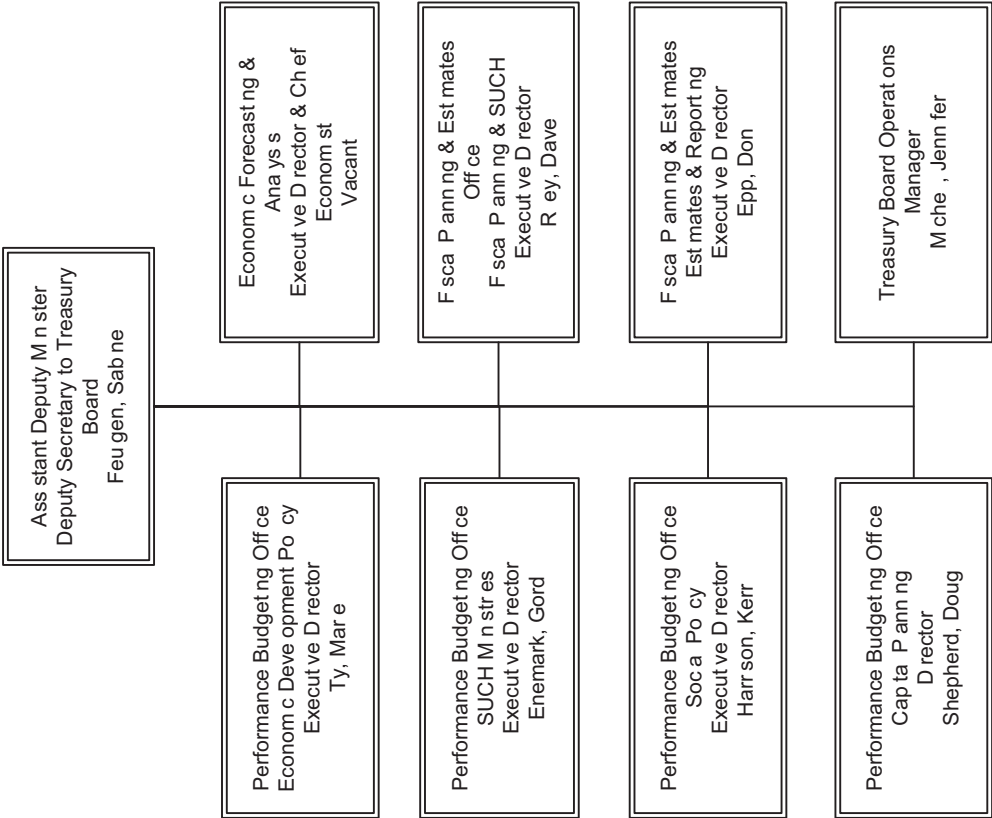 Ass stant Deputy M n ster
Deputy Secretary to Treasury
Board
Feu gen, Sab ne
Performance Budget ng Off ce
Econom c Deve opment Po cy
Execut ve D rector
Ty, Mar e
Econom c Forecast ng &
Ana ys s
Execut ve D rector & Ch ef
Econom st
Vacant
Performance Budget ng Off ce
SUCH M n str es
Execut ve D rector
Enemark, Gord
F sca P ann ng & Est mates
Off ce
F sca P ann ng & SUCH
Execut ve D rector
R ey, Dave
Performance Budget ng Off ce
Soc a Po cy
Execut ve D rector
Harr son, Kerr
F sca P ann ng & Est mates
Est mates & Report ng
Execut ve D rector
Epp, Don
Performance Budget ng Off ce
Cap ta P ann ng
D rector
Shepherd, Doug
Treasury Board Operat ons
Manager
M che , Jenn fer